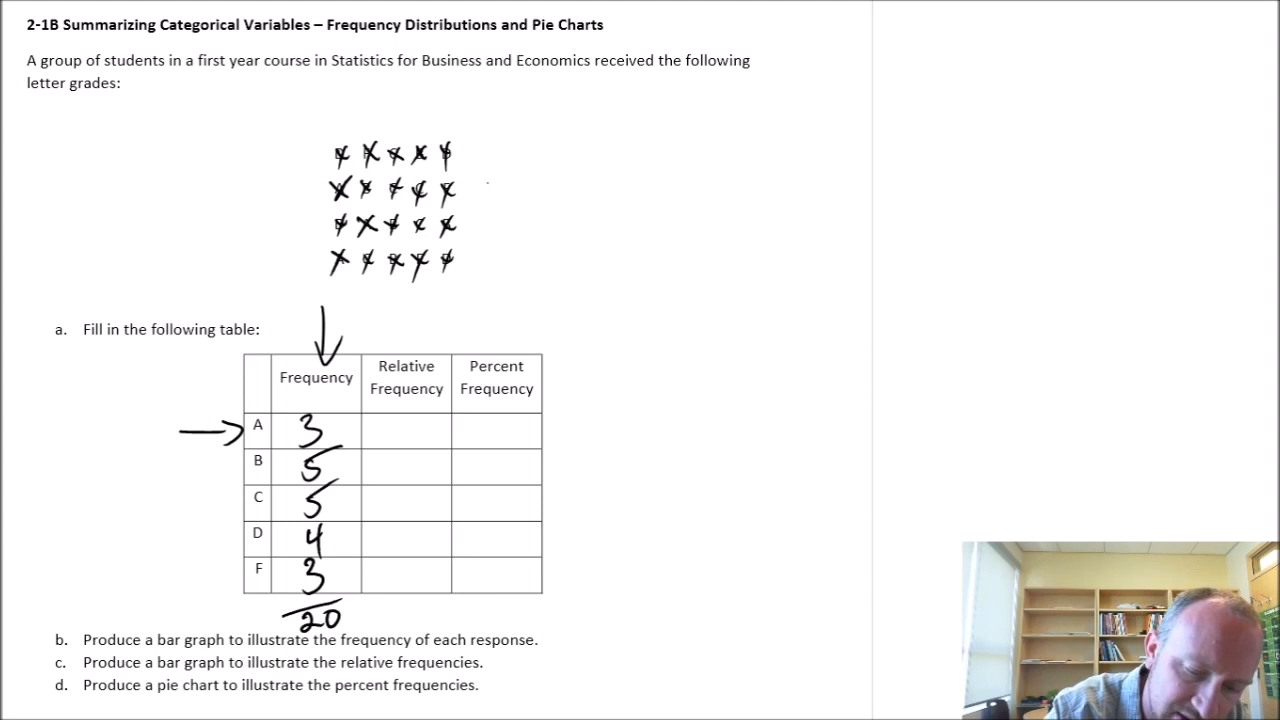 2-1B Summarizing Categorical Variables – Frequency Distributions and Pie Charts
A group of students in a first year course in Statistics for Business and Economics received the following
letter grades:
a. Fill in the following table:
Frequency Relative Frequency Percent Frequency
A 3
B 5
C 5
D 4
F 3
20
b. Produce a bar graph to illustrate the frequency of each response.
c. Produce a bar graph to illustrate the relative frequencies.
d. Produce a pie chart to illustrate the percent frequencies.